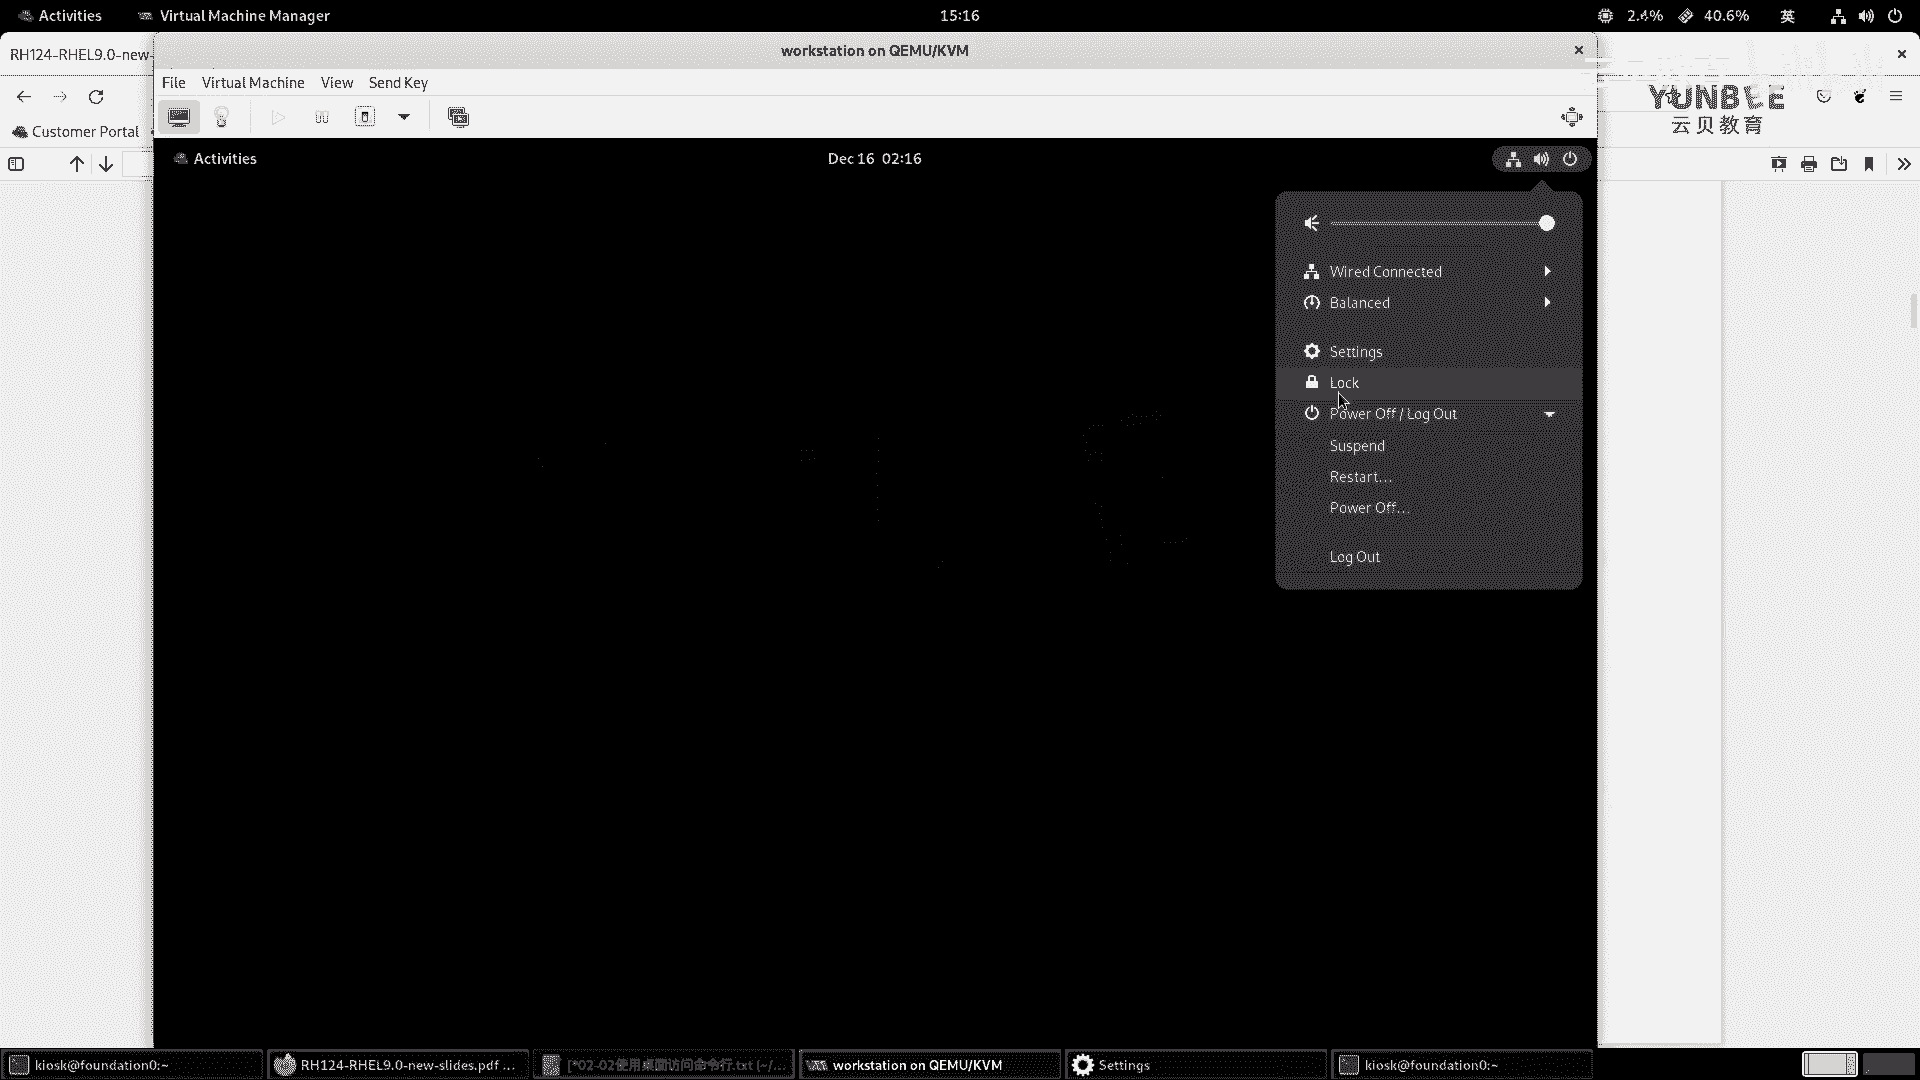 Activities Virtual Machine Manager 15:16 2.4% 40.6% 英
RH124-RHEL9.0-new-
workstation on QEMU/KVM
File Virtual Machine View Send Key
YUNBEE
云贝教育
Customer Portal
Activities Dec 16 02:16
Wired Connected
Balanced
Settings
Lock
Power Off / Log Out
Suspend
Restart...
Power Off...
Log Out
kiosk@foundation0:~ RH124-RHEL9.0-new-slides.pdf ... [*02-02使用桌面访问命令行.txt (~/... workstation on QEMU/KVM Settings kiosk@foundation0:~